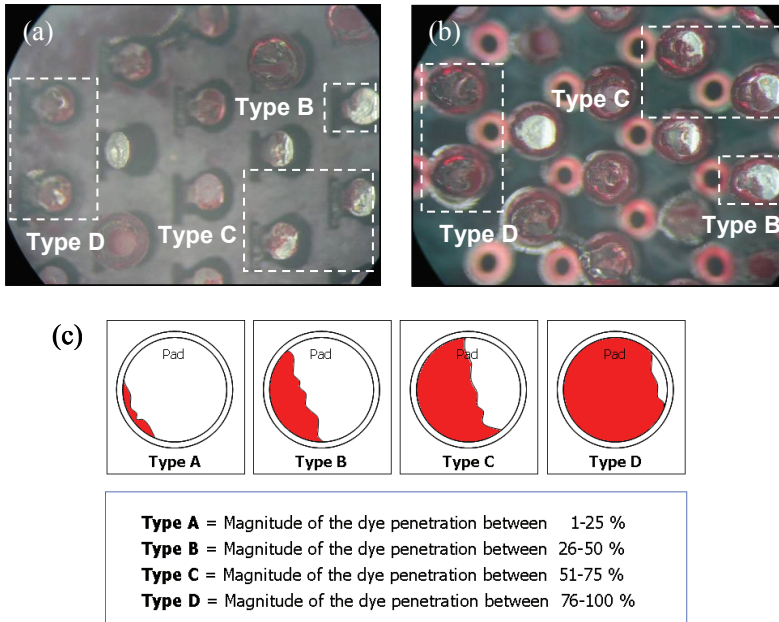 (a)
Type B
Type D
Type C
(b)
Type C
Type D
Type B
(c)
Pad
Pad
Pad
Pad
Type A
Type B
Type C
Type D
Type A = Magnitude of the dye penetration between 1-25 %
Type B = Magnitude of the dye penetration between 26-50 %
Type C = Magnitude of the dye penetration between 51-75 %
Type D = Magnitude of the dye penetration between 76-100 %